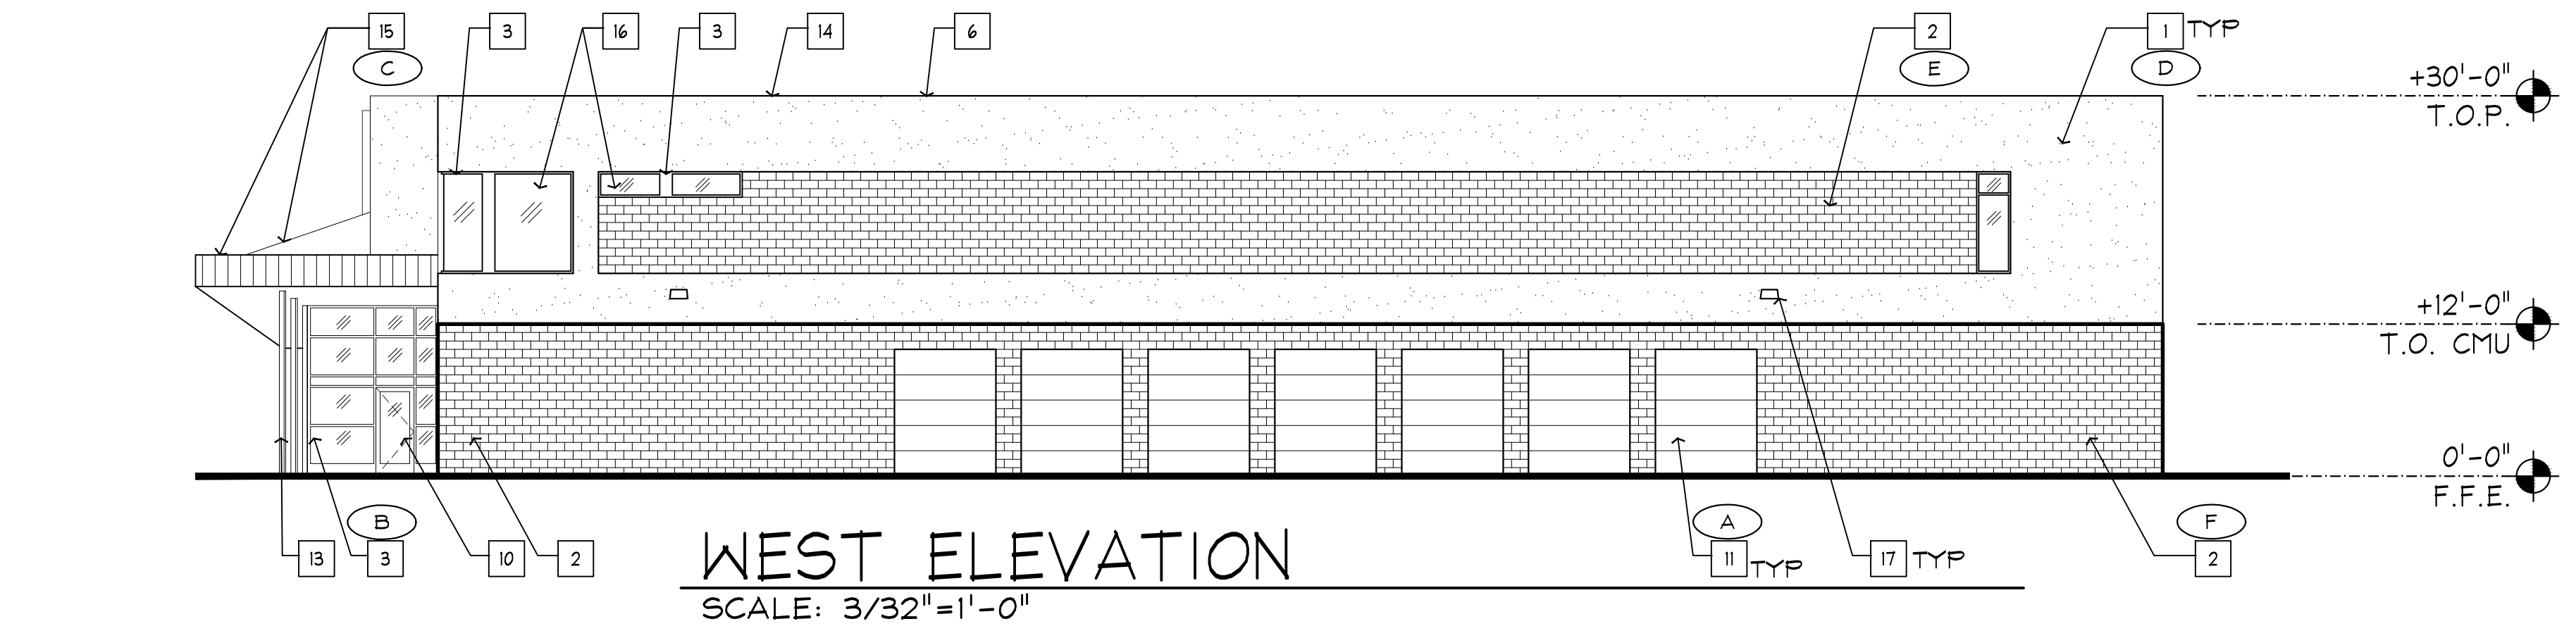 15
3
16
3
14
6
2
1 TYP
C
E
D
+30'-0"
T.O.P.
+12'-0"
T.O. CMU
0'-0"
F.F.E.
B
A
F
13
3
10
2
11 TYP
17 TYP
2
WEST ELEVATION
SCALE: 3/32"=1'-0"